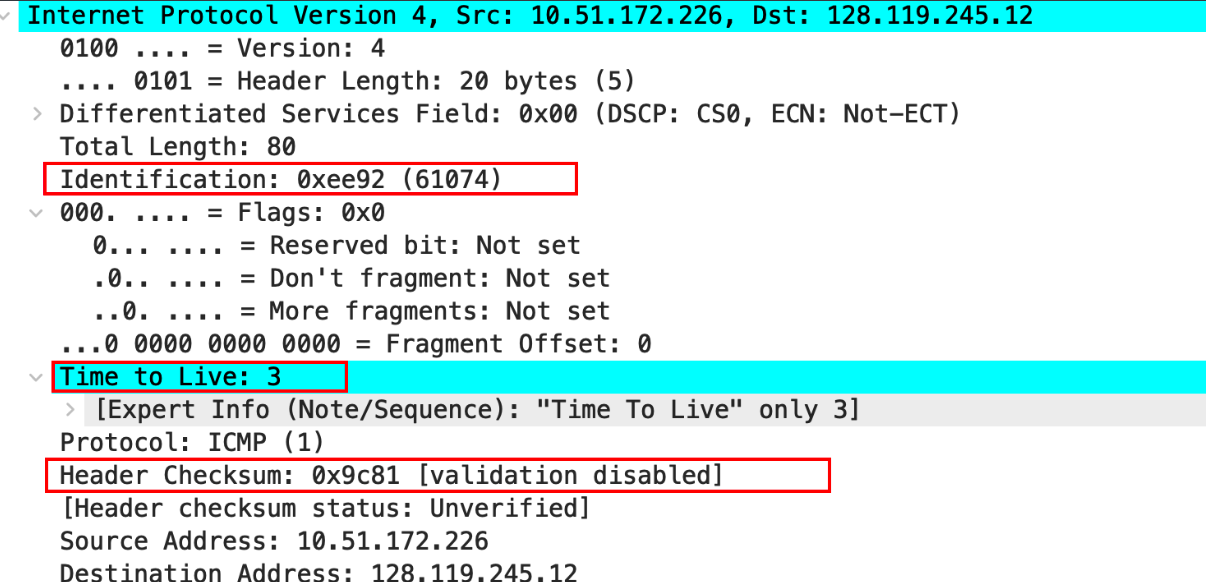 Internet Protocol Version 4, Src: 10.51.172.226, Dst: 128.119.245.12
0100 .... = Version: 4
.... 0101 = Header Length: 20 bytes (5)
Differentiated Services Field: 0x00 (DSCP: CS0, ECN: Not-ECT)
Total Length: 80
Identification: 0xee92 (61074)
000. .... = Flags: 0x0
0... .... = Reserved bit: Not set
.0.. .... = Don't fragment: Not set
..0. .... = More fragments: Not set
...0 0000 0000 0000 = Fragment Offset: 0
Time to Live: 3
[Expert Info (Note/Sequence): "Time To Live" only 3]
Protocol: ICMP (1)
Header Checksum: 0x9c81 [validation disabled]
[Header checksum status: Unverified]
Source Address: 10.51.172.226
Destination Address: 128.119.245.12